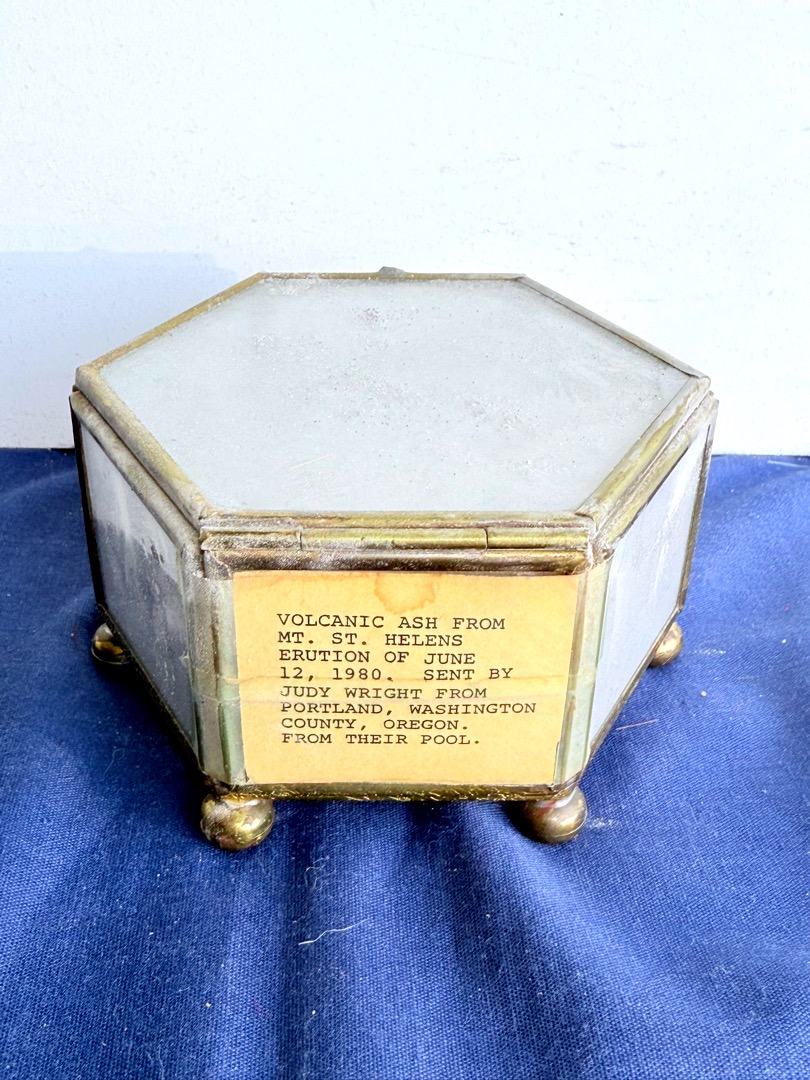 VOLCANIC ASH FROM
MT. ST. HELENS
ERUTION OF JUNE
12, 1980. SENT BY
JUDY WRIGHT FROM
PORTLAND, WASHINGTON
COUNTY, OREGON.
FROM THEIR POOL.